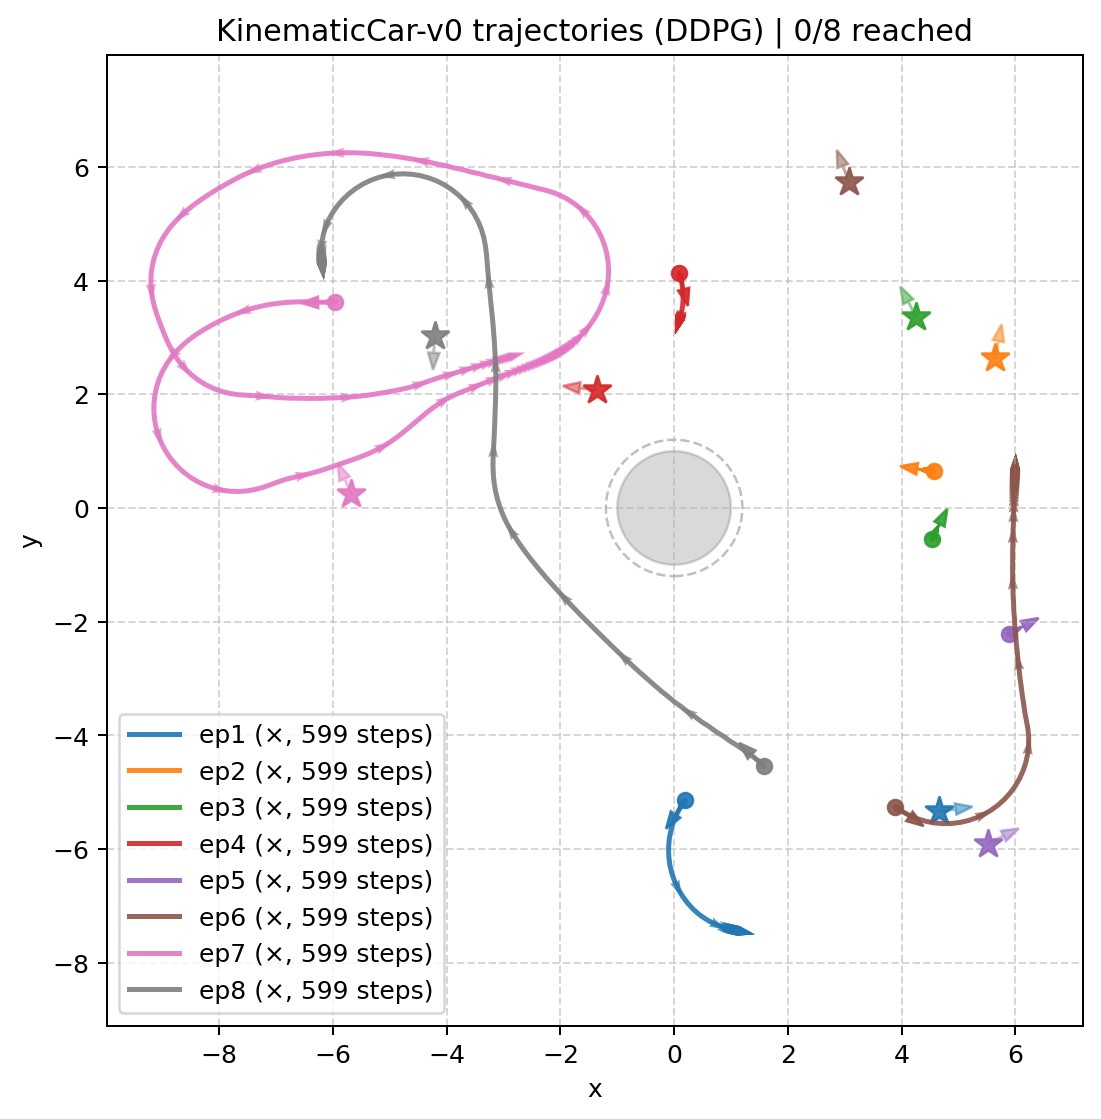 KinematicCar-v0 trajectories (DDPG) | 0/8 reached
y
6
4
2
0
−2
−4
−6
−8
ep1 (×, 599 steps)
ep2 (×, 599 steps)
ep3 (×, 599 steps)
ep4 (×, 599 steps)
ep5 (×, 599 steps)
ep6 (×, 599 steps)
ep7 (×, 599 steps)
ep8 (×, 599 steps)
−8 −6 −4 −2 0 2 4 6
x